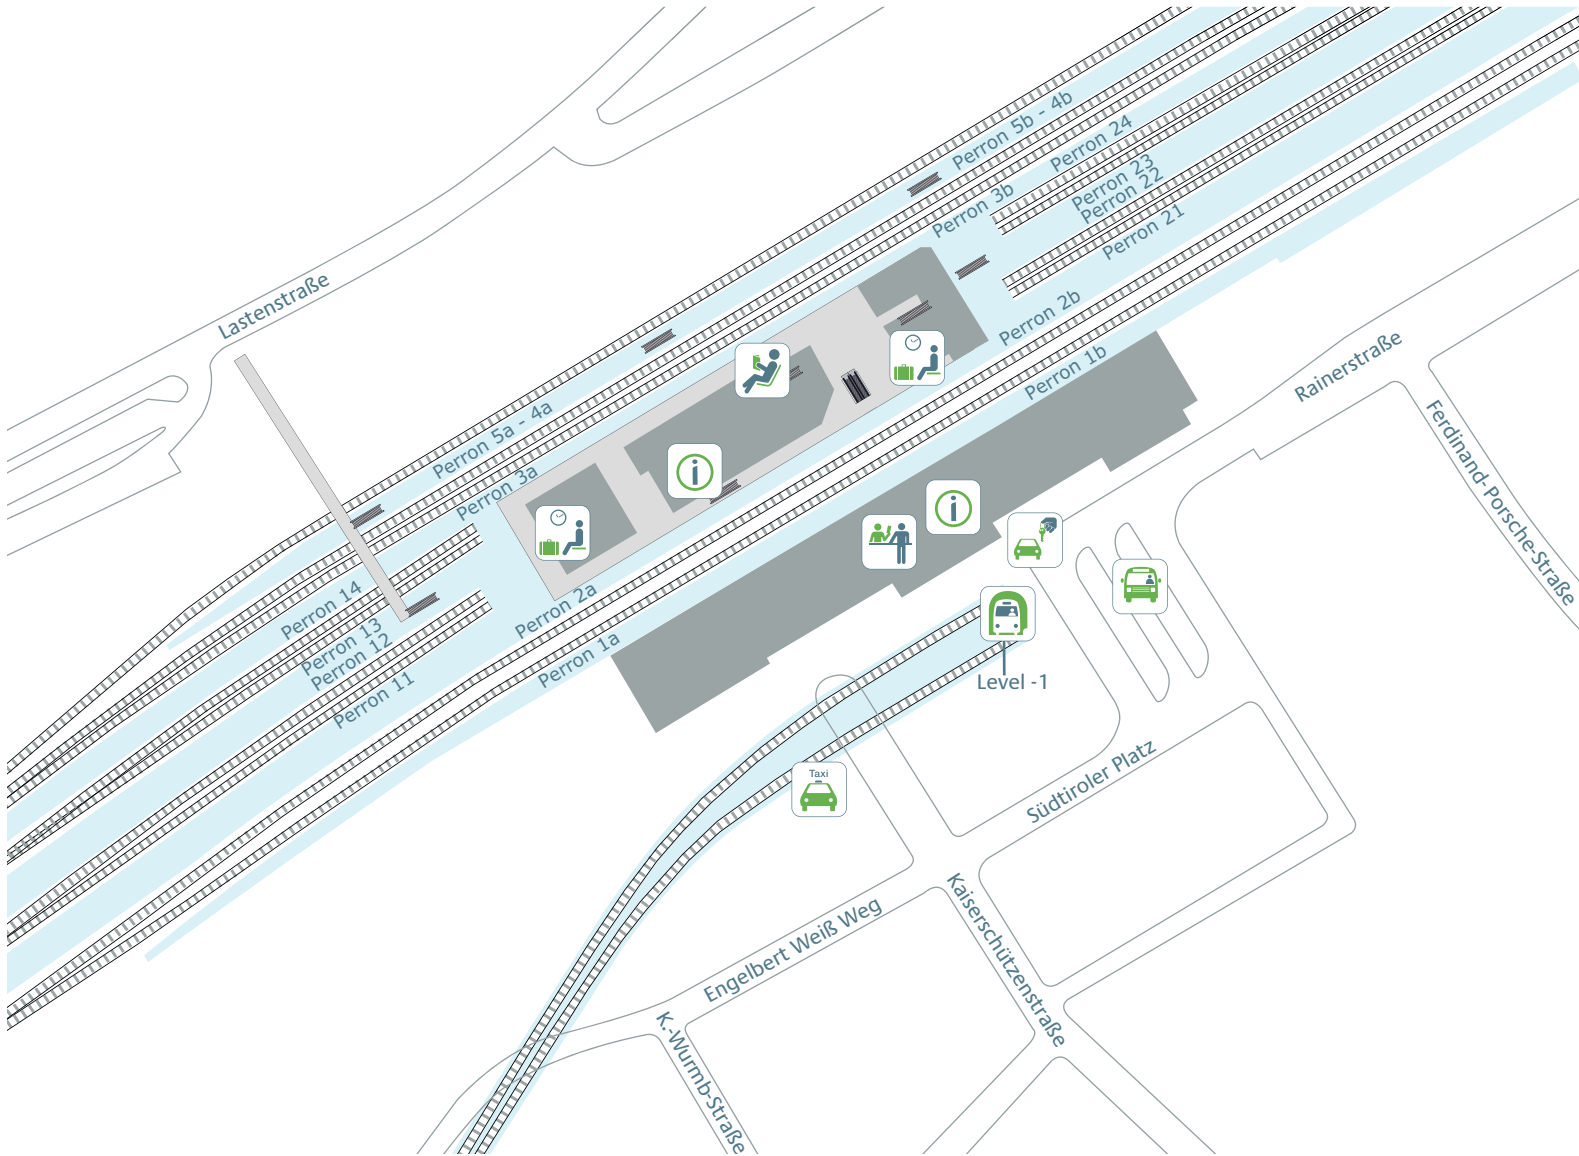 Perron 5b - 4b
Perron 24
Perron 23
Perron 22
Perron 3b
Perron 21
Lastenstraße
Perron 2b
Perron 1b
Rainerstraße
Ferdinand-Porsche-Straße
Perron 5a - 4a
Perron 3a
i
i
Perron 14
Perron 13
Perron 12
Perron 11
Perron 2a
Perron 1a
Level -1
Taxi
Südtiroler Platz
Engelbert Weiß Weg
Kaiserschützenstraße
K.-Wurmb-Straße